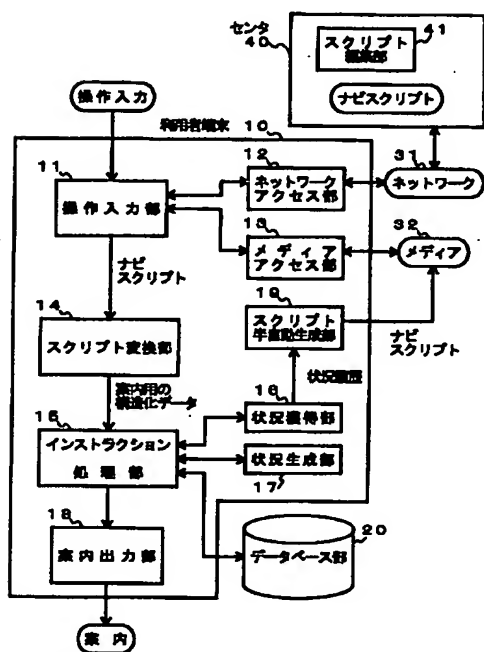 センタ
40
スクリプト
編集部
41
ナビスクリプト
操作入力
利用者端末
10
11
操作入力部
12
ネットワーク
アクセス部
31
ネットワーク
13
メディア
アクセス部
32
メディア
ナビ
スクリプト
19
スクリプト
半自動生成部
ナビ
スクリプト
14
スクリプト変換部
状況履歴
案内用の
構造化データ
16
状況獲得部
15
インストラクション
処理部
状況生成部
17
18
案内出力部
20
データベース部
案内